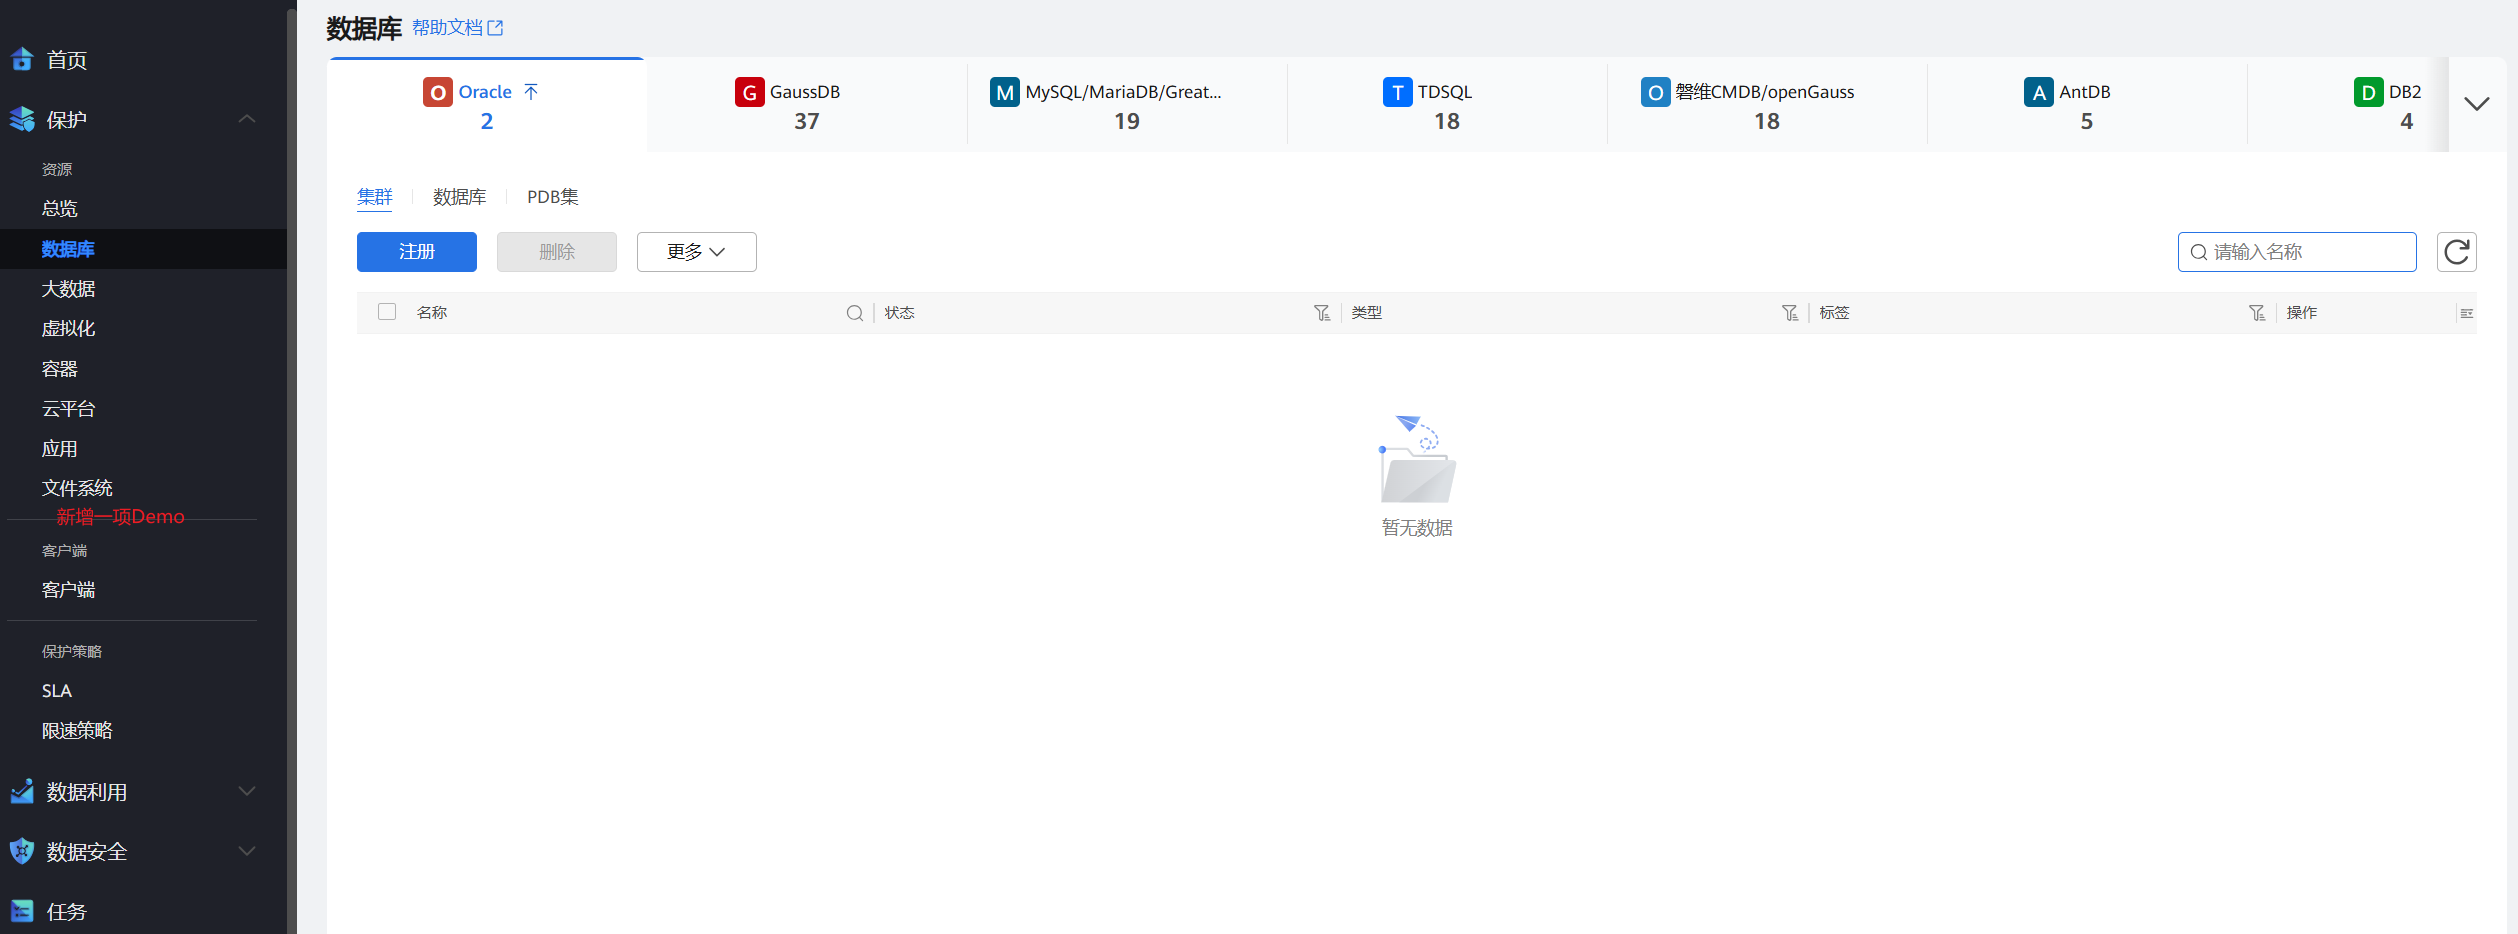 首页
保护
资源
总览
数据库
大数据
虚拟化
容器
云平台
应用
文件系统
新增一项Demo
客户端
客户端
保护策略
SLA
限速策略
数据利用
数据安全
任务
数据库 帮助文档
O Oracle
2
G GaussDB
37
M MySQL/MariaDB/Great...
19
T TDSQL
18
O 磐维CMDB/openGauss
18
A AntDB
5
D DB2
4
集群 数据库 PDB集
注册 删除 更多 请输入名称
名称 状态 类型 标签 操作
暂无数据